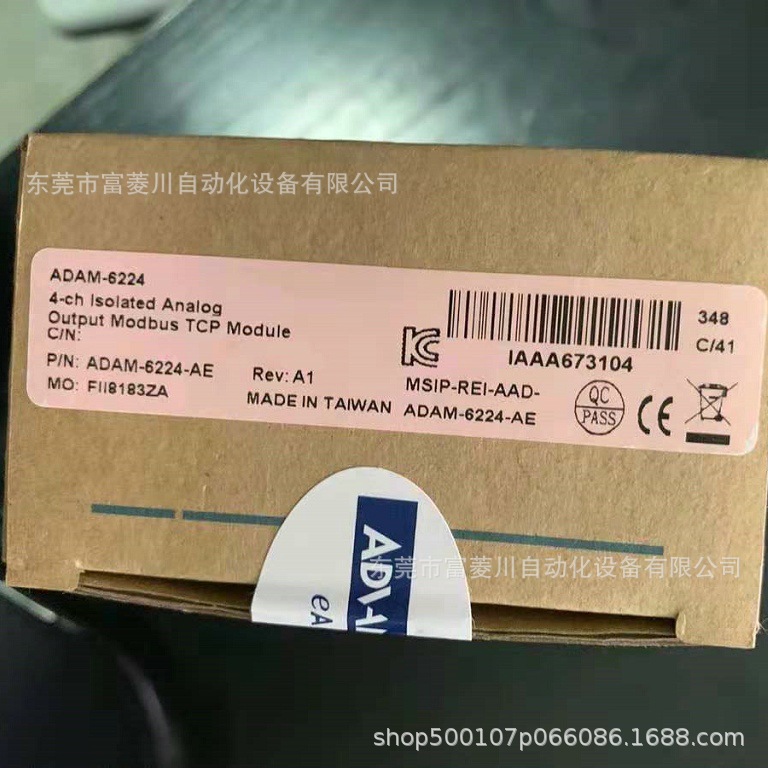 东莞市富菱川自动化设备有限公司
ADAM-6224
4-ch Isolated Analog
Output Modbus TCP Module
C/N:
P/N: ADAM-6224-AE
Rev: A1
MO: FII8183ZA
MADE IN TAIWAN
IAAA673104
MSIP-REI-AAD-
ADAM-6224-AE
QC
PASS
CE
348
C/41
ADVAN
eA
东莞市富菱川自动化设备有限公司
shop500107p066086.1688.com